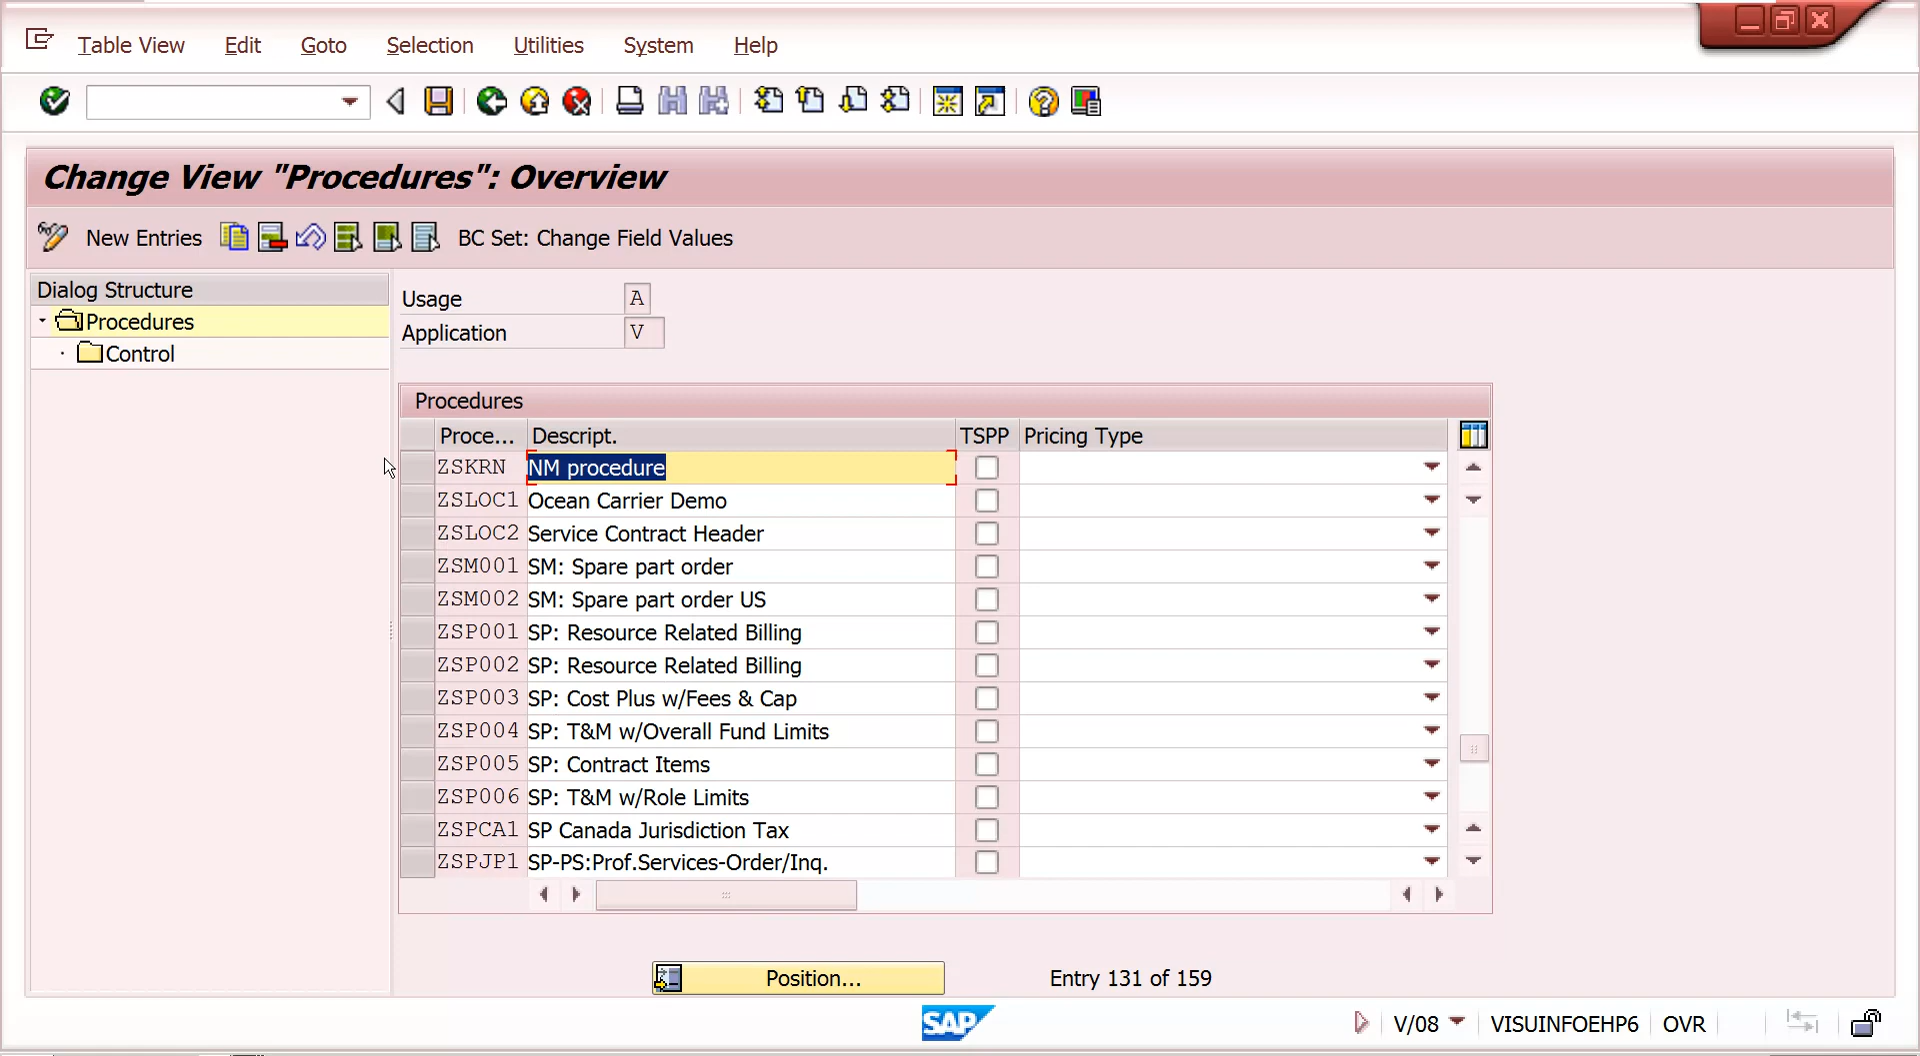 Table View Edit Goto Selection Utilities System Help
Change View "Procedures": Overview
New Entries BC Set: Change Field Values
Dialog Structure
Procedures
Control
Usage A
Application V
Procedures
Proce... Descript. TSPP Pricing Type
ZSKRN NM procedure
ZSLOC1 Ocean Carrier Demo
ZSLOC2 Service Contract Header
ZSM001 SM: Spare part order
ZSM002 SM: Spare part order US
ZSP001 SP: Resource Related Billing
ZSP002 SP: Resource Related Billing
ZSP003 SP: Cost Plus w/Fees & Cap
ZSP004 SP: T&M w/Overall Fund Limits
ZSP005 SP: Contract Items
ZSP006 SP: T&M w/Role Limits
ZSPCA1 SP Canada Jurisdiction Tax
ZSPJP1 SP-PS:Prof.Services-Order/Inq.
Position... Entry 131 of 159
SAP V/08 VISUINFOEHP6 OVR